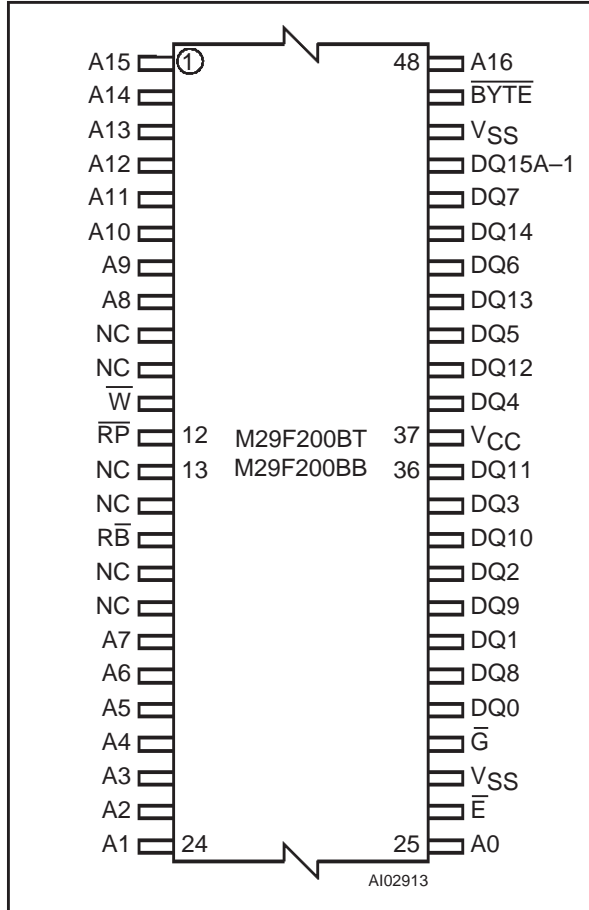 A15 1 48 A16
A14 B̅Y̅T̅E̅
A13 VSS
A12 DQ15A–1
A11 DQ7
A10 DQ14
A9 DQ6
A8 DQ13
NC DQ5
NC DQ12
W̅ DQ4
R̅P̅ 12 M29F200BT 37 VCC
NC 13 M29F200BB 36 DQ11
NC DQ3
RB̅ DQ10
NC DQ2
NC DQ9
A7 DQ1
A6 DQ8
A5 DQ0
A4 G̅
A3 VSS
A2 E̅
A1 24 25 A0
AI02913